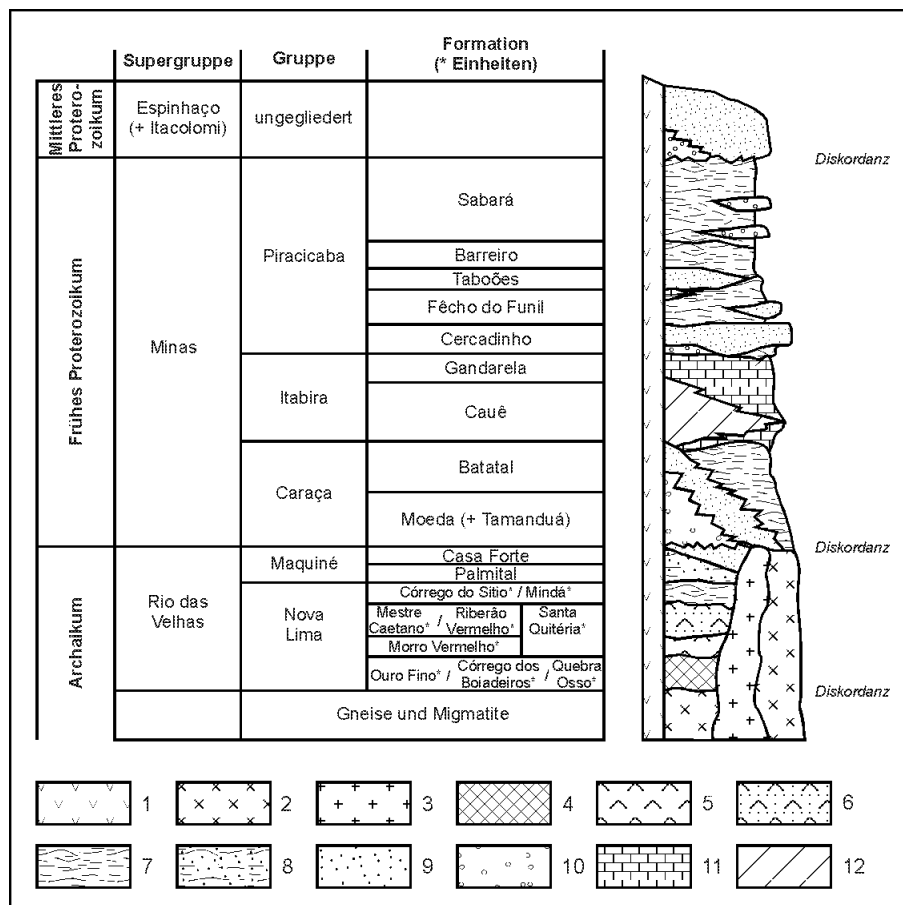 Supergruppe
Gruppe
Formation
(* Einheiten)
Mittleres
Protero-
zoikum
Espinhaço
(+ Itacolomi)
ungegliedert
Diskordanz
Frühes Proterozoikum
Minas
Piracicaba
Sabará
Barreiro
Taboões
Fêcho do Funil
Cercadinho
Itabira
Gandarela
Cauê
Caraça
Batatal
Moeda (+ Tamanduá)
Diskordanz
Archaikum
Rio das
Velhas
Maquiné
Casa Forte
Palmital
Nova
Lima
Córrego do Sítio* / Mindá*
Mestre
Caetano* / Riberão
Vermelho*
Santa
Quitéria*
Morro Vermelho*
Ouro Fino* / Córrego dos
Boiadeiros* / Quebra
Osso*
Diskordanz
Gneise und Migmatite
1 2 3 4 5 6
7 8 9 10 11 12